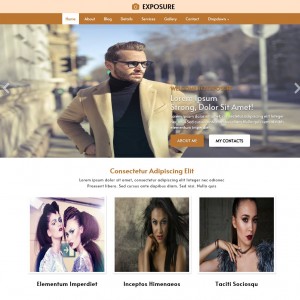 EXPOSURE
Home About Blog Details Services Gallery Contact Dropdown
Lorem Ipsum
Strong, Dolor Sit Amet!
ABOUT ME MY CONTACTS
Consectetur Adipiscing Elit
Lorem ipsum dolor sit amet, consectetur adipiscing elit. Integer nec odio.
Praesent libero. Sed cursus ante dapibus diam. Sed nisi. Nulla quis
Elementum Imperdiet
Inceptos Himenaeos
Taciti Sociosqu